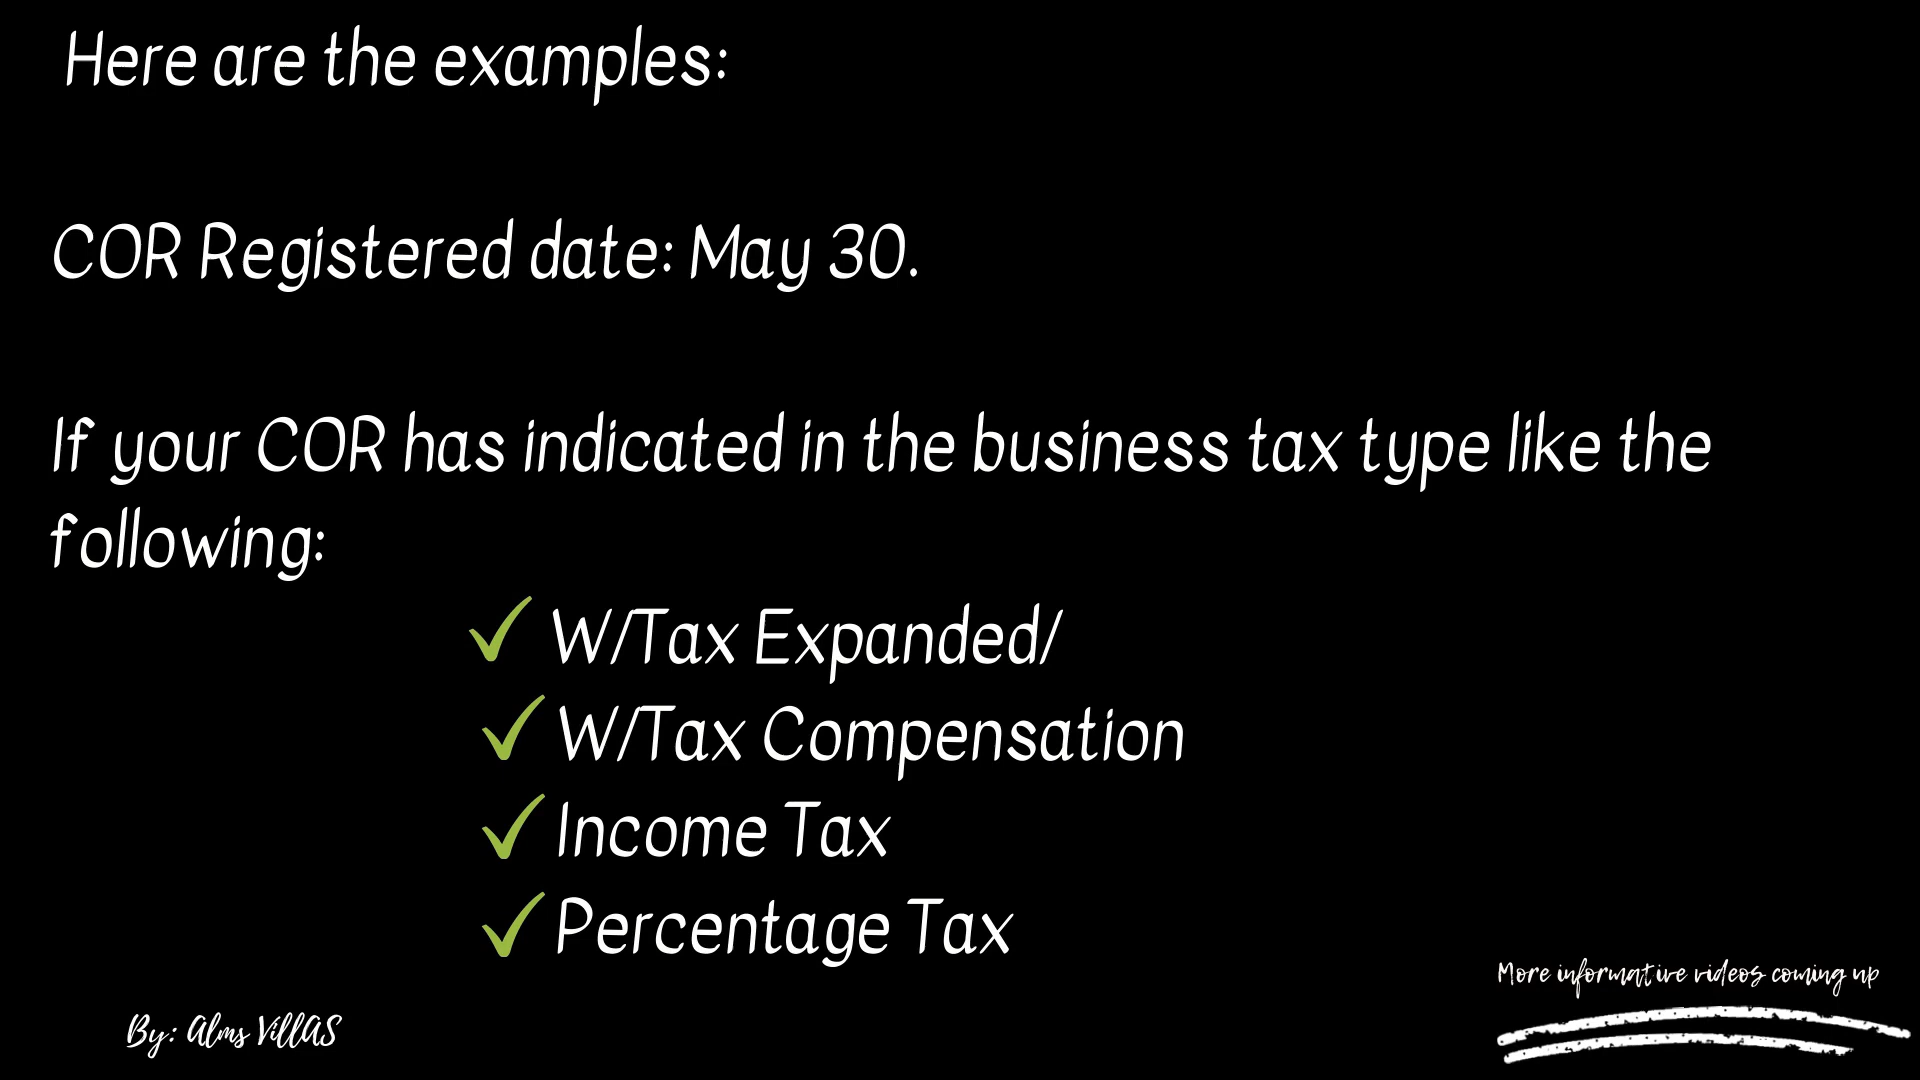 Here are the examples:
COR Registered date: May 30.
If your COR has indicated in the business tax type like the
following:
W/Tax Expanded/
W/Tax Compensation
Income Tax
Percentage Tax
More informative videos coming up
By: Alms VillAS